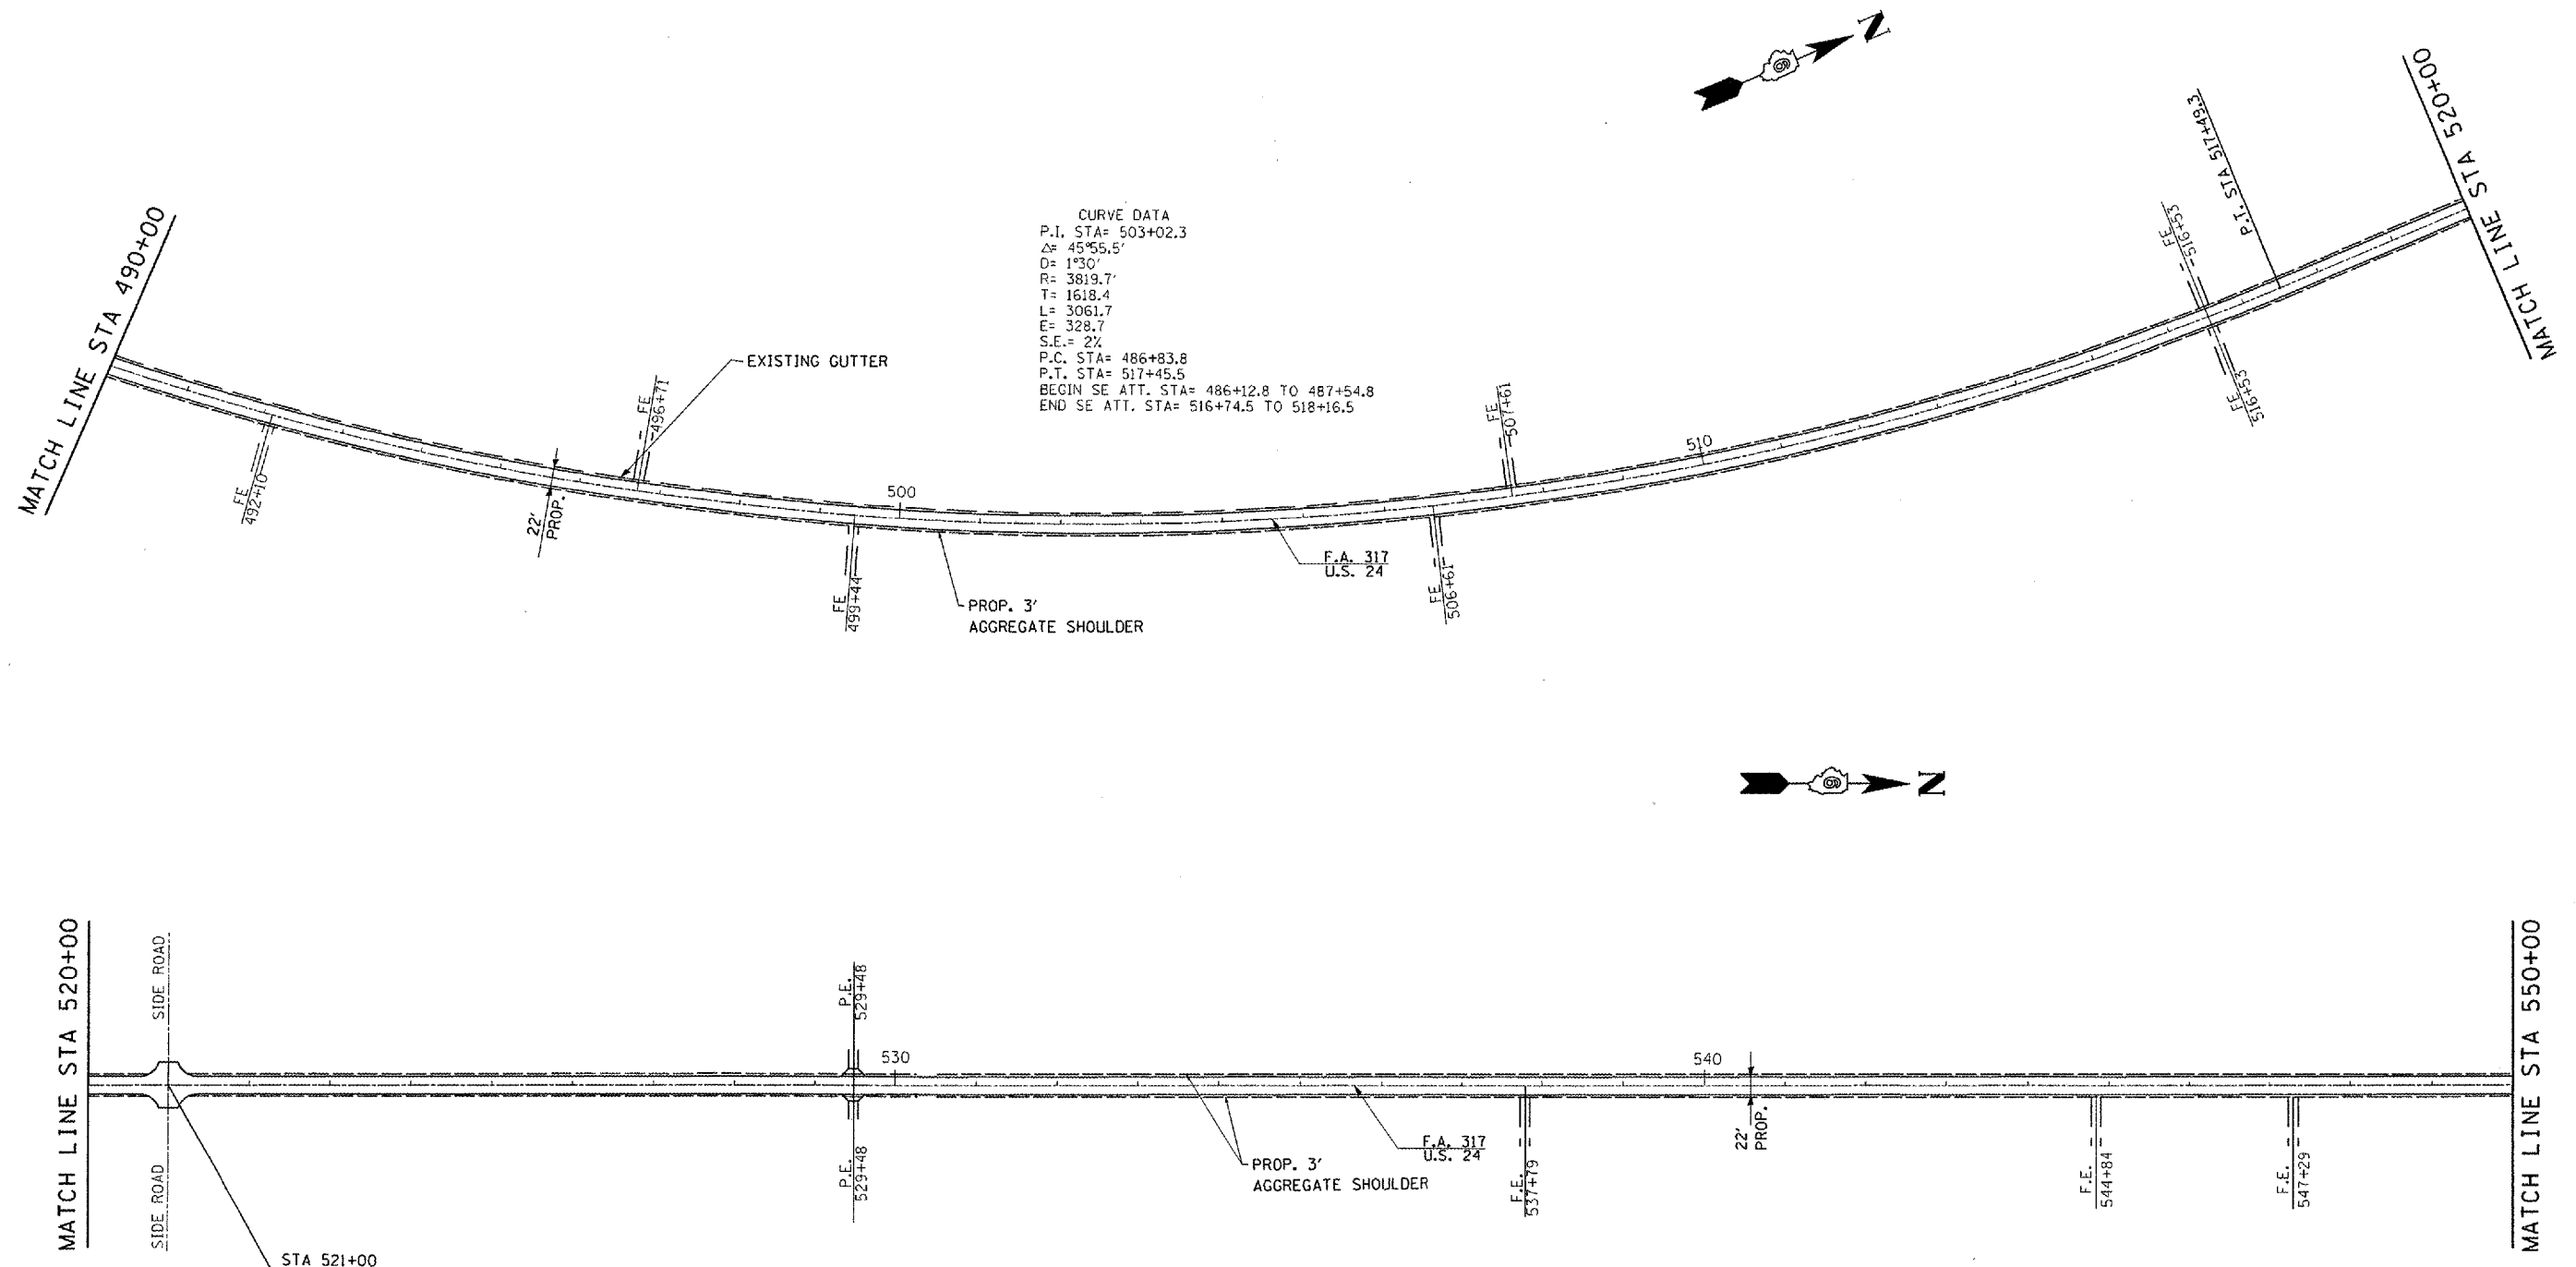 N
MATCH LINE STA 490+00
MATCH LINE STA 520+00
P.I. STA 517+49.3
CURVE DATA
P.I. STA= 503+02.3
Δ= 45°55.5'
D= 1°30'
R= 3819.7'
T= 1618.4
L= 3061.7
E= 328.7
S.E.= 2%
P.C. STA= 486+83.8
P.T. STA= 517+45.5
BEGIN SE ATT. STA= 486+12.8 TO 487+54.8
END SE ATT. STA= 516+74.5 TO 518+16.5
FE
516+53
FE
516+53
EXISTING GUTTER
FE
496+71
FE
507+61
510
500
FE
492+10
22'
PROP.
FE
499+44
FE
506+61
F.A. 317
U.S. 24
PROP. 3'
AGGREGATE SHOULDER
MATCH LINE STA 520+00
N
9
MATCH LINE STA 520+00
SIDE ROAD
P.E.
529+48
530
540
MATCH LINE STA 550+00
SIDE ROAD
P.E.
529+48
PROP. 3'
AGGREGATE SHOULDER
F.A. 317
U.S. 24
F.E.
537+79
22'
PROP.
F.E.
544+84
F.E.
547+29
STA 521+00